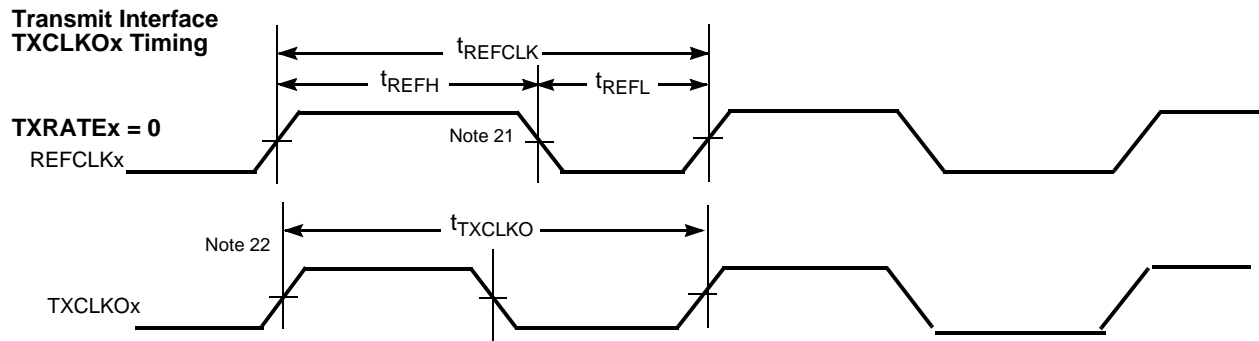 Transmit Interface
TXCLKOx Timing
tREFCLK
tREFH
tREFL
TXRATEx = 0
Note 21
REFCLKx
tTXCLKO
Note 22
TXCLKOx